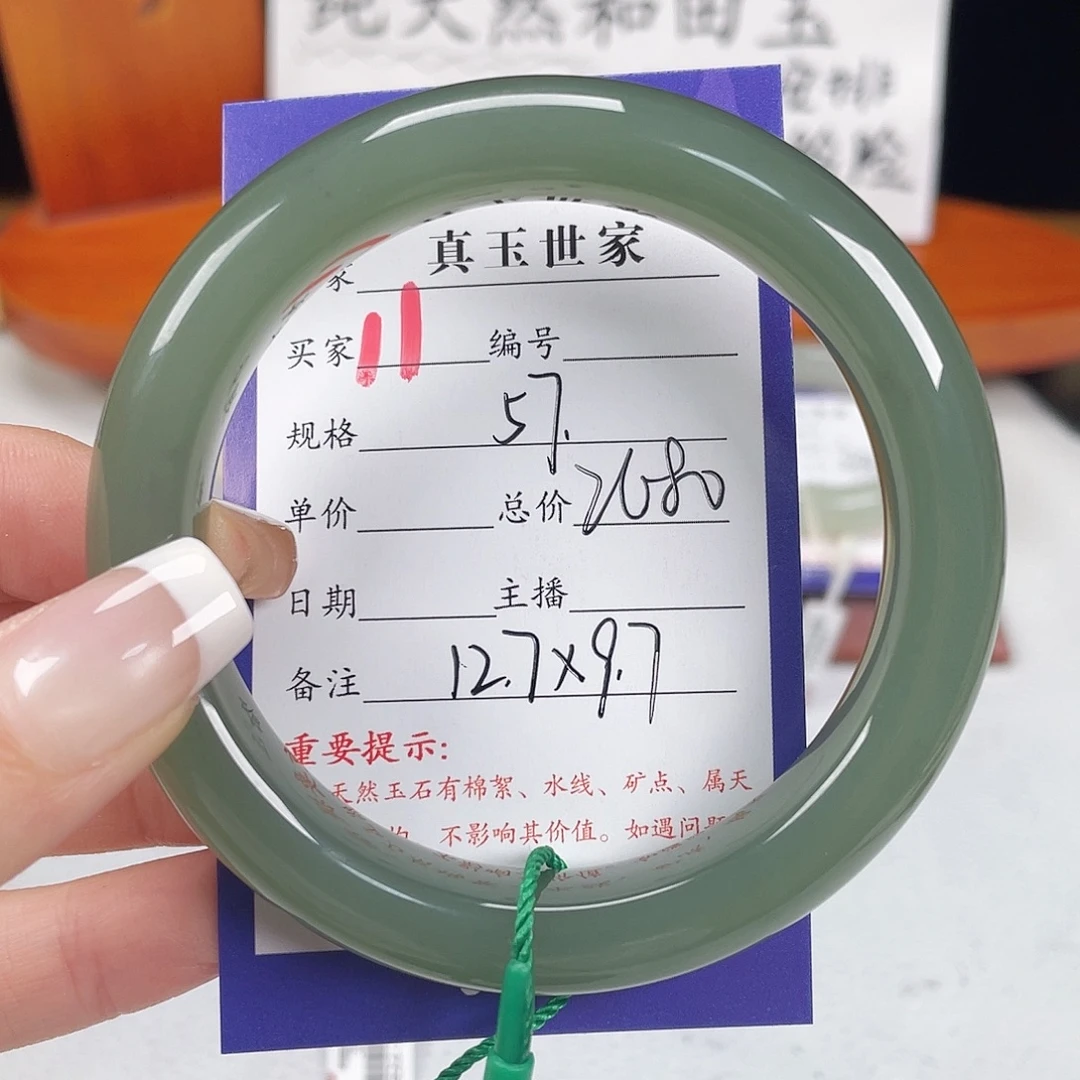 纯天然和田玉
真玉世家
家
买家 11 编号
规格 57.
单价 总价 2680
日期 主播
备注 12.7×9.7
重要提示:
天然玉石有棉絮、水线、矿点、属天
不影响其价值。如遇问题